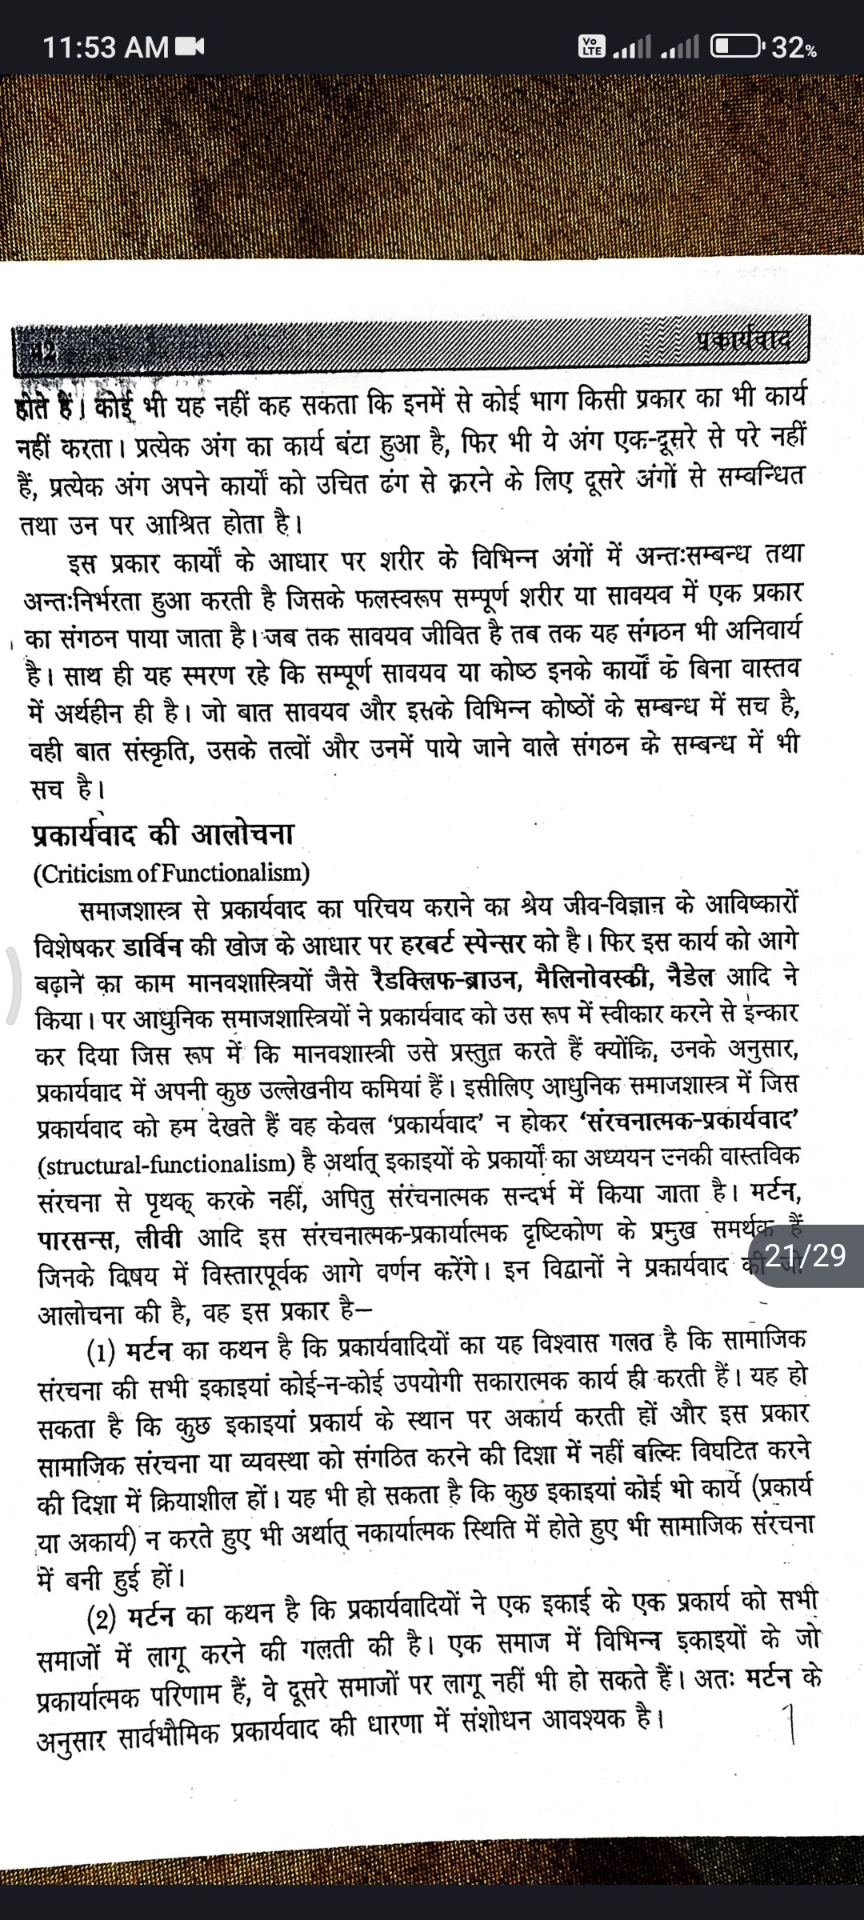 11:53 AM
Vo LTE 32%
42 प्रकार्यवाद
होते हैं। कोई भी यह नहीं कह सकता कि इनमें से कोई भाग किसी प्रकार का भी कार्य
नहीं करता। प्रत्येक अंग का कार्य बंटा हुआ है, फिर भी ये अंग एक-दूसरे से परे नहीं
हैं, प्रत्येक अंग अपने कार्यों को उचित ढंग से करने के लिए दूसरे अंगों से सम्बन्धित
तथा उन पर आश्रित होता है।
इस प्रकार कार्यों के आधार पर शरीर के विभिन्न अंगों में अन्तःसम्बन्ध तथा
अन्तःनिर्भरता हुआ करती है जिसके फलस्वरूप सम्पूर्ण शरीर या सावयव में एक प्रकार
का संगठन पाया जाता है। जब तक सावयव जीवित है तब तक यह संगठन भी अनिवार्य
है। साथ ही यह स्मरण रहे कि सम्पूर्ण सावयव या कोष्ठ इनके कार्यों के बिना वास्तव
में अर्थहीन ही है। जो बात सावयव और इसके विभिन्न कोष्ठों के सम्बन्ध में सच है,
वही बात संस्कृति, उसके तत्वों और उनमें पाये जाने वाले संगठन के सम्बन्ध में भी
सच है।
प्रकार्यवाद की आलोचना
(Criticism of Functionalism)
समाजशास्त्र से प्रकार्यवाद का परिचय कराने का श्रेय जीव-विज्ञान के आविष्कारों
विशेषकर डार्विन की खोज के आधार पर हरबर्ट स्पेन्सर को है। फिर इस कार्य को आगे
बढ़ाने का काम मानवशास्त्रियों जैसे रैडक्लिफ-ब्राउन, मैलिनोवस्की, नैडेल आदि ने
किया। पर आधुनिक समाजशास्त्रियों ने प्रकार्यवाद को उस रूप में स्वीकार करने से इन्कार
कर दिया जिस रूप में कि मानवशास्त्री उसे प्रस्तुत करते हैं क्योंकि, उनके अनुसार,
प्रकार्यवाद में अपनी कुछ उल्लेखनीय कमियां हैं। इसीलिए आधुनिक समाजशास्त्र में जिस
प्रकार्यवाद को हम देखते हैं वह केवल ‘प्रकार्यवाद’ न होकर ‘संरचनात्मक-प्रकार्यवाद’
(structural-functionalism) है अर्थात् इकाइयों के प्रकार्यों का अध्ययन उनकी वास्तविक
संरचना से पृथक् करके नहीं, अपितु संरचनात्मक सन्दर्भ में किया जाता है। मर्टन,
पारसन्स, लीवी आदि इस संरचनात्मक-प्रकार्यात्मक दृष्टिकोण के प्रमुख समर्थक हैं
जिनके विषय में विस्तारपूर्वक आगे वर्णन करेंगे। इन विद्वानों ने प्रकार्यवाद की जो
21/29
आलोचना की है, वह इस प्रकार है—
(1) मर्टन का कथन है कि प्रकार्यवादियों का यह विश्वास गलत है कि सामाजिक
संरचना की सभी इकाइयां कोई-न-कोई उपयोगी सकारात्मक कार्य ही करती हैं। यह हो
सकता है कि कुछ इकाइयां प्रकार्य के स्थान पर अकार्य करती हों और इस प्रकार
सामाजिक संरचना या व्यवस्था को संगठित करने की दिशा में नहीं बल्कि विघटित करने
की दिशा में क्रियाशील हों। यह भी हो सकता है कि कुछ इकाइयां कोई भी कार्य (प्रकार्य
या अकार्य) न करते हुए भी अर्थात् नकार्यात्मक स्थिति में होते हुए भी सामाजिक संरचना
में बनी हुई हों।
(2) मर्टन का कथन है कि प्रकार्यवादियों ने एक इकाई के एक प्रकार्य को सभी
समाजों में लागू करने की गलती की है। एक समाज में विभिन्न इकाइयों के जो
प्रकार्यात्मक परिणाम हैं, वे दूसरे समाजों पर लागू नहीं भी हो सकते हैं। अतः मर्टन के
अनुसार सार्वभौमिक प्रकार्यवाद की धारणा में संशोधन आवश्यक है।